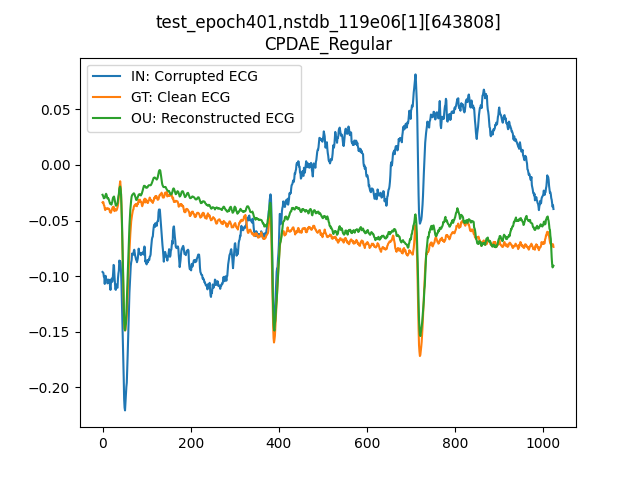 test_epoch401,nstdb_119e06[1][643808]
CPDAE_Regular
IN: Corrupted ECG
GT: Clean ECG
OU: Reconstructed ECG
0.05
0.00
−0.05
−0.10
−0.15
−0.20
0 200 400 600 800 1000